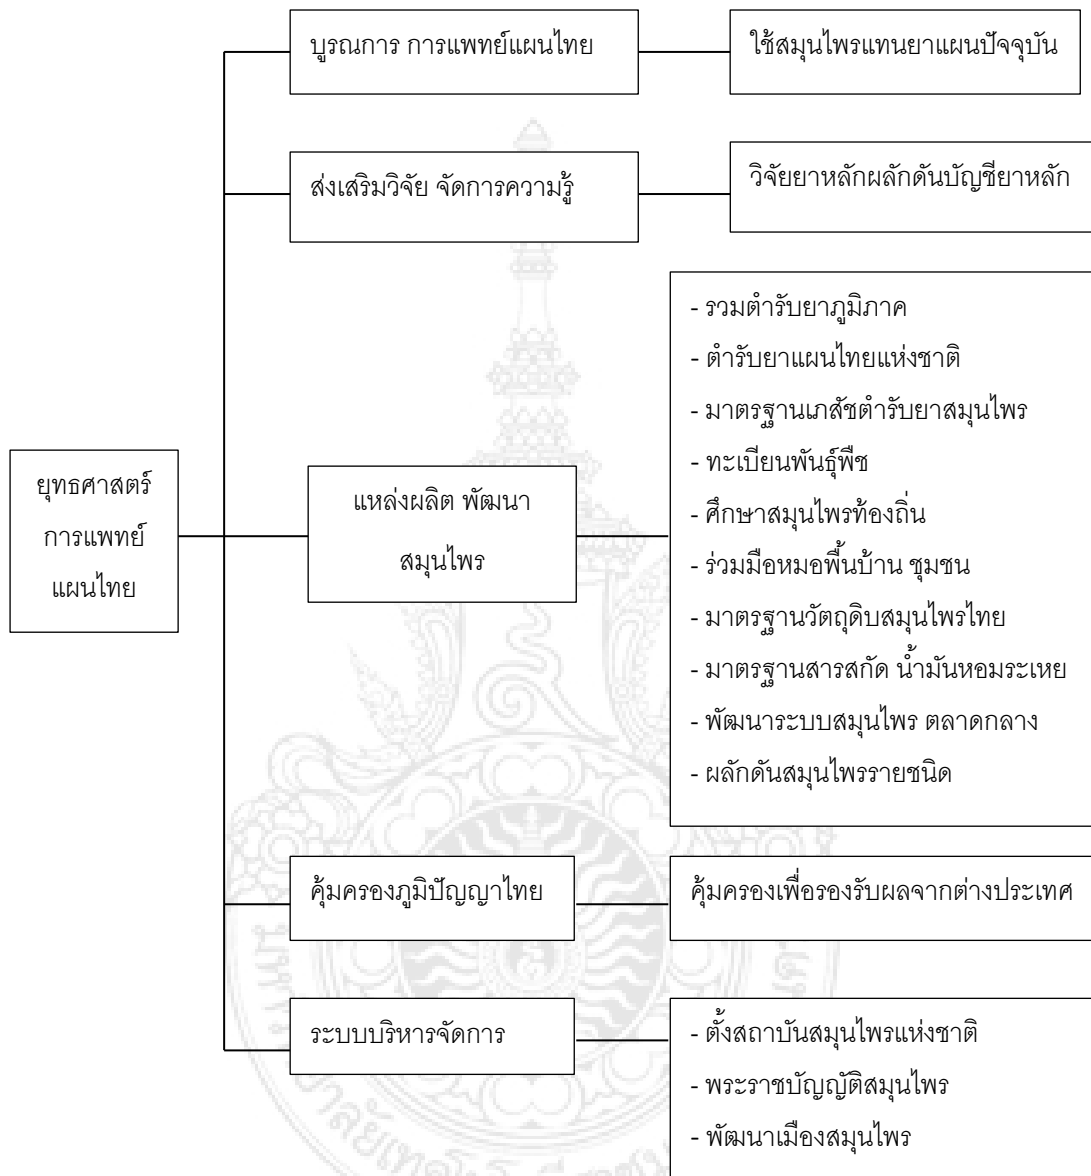 บูรณการ การแพทย์แผนไทย
ใช้สมุนไพรแทนยาแผนปัจจุบัน
ส่งเสริมวิจัย จัดการความรู้
วิจัยยาหลักผลักดันบัญชียาหลัก
ยุทธศาสตร์
การแพทย์
แผนไทย
แหล่งผลิต พัฒนา
สมุนไพร
- รวมตำรับยาภูมิภาค
- ตำรับยาแผนไทยแห่งชาติ
- มาตรฐานเภสัชตำรับยาสมุนไพร
- ทะเบียนพันธุ์พืช
- ศึกษาสมุนไพรท้องถิ่น
- ร่วมมือหมอพื้นบ้าน ชุมชน
- มาตรฐานวัตถุดิบสมุนไพรไทย
- มาตรฐานสารสกัด น้ำมันหอมระเหย
- พัฒนาระบบสมุนไพร ตลาดกลาง
- ผลักดันสมุนไพรรายชนิด
คุ้มครองภูมิปัญญาไทย
คุ้มครองเพื่อรองรับผลจากต่างประเทศ
ระบบบริหารจัดการ
- ตั้งสถาบันสมุนไพรแห่งชาติ
- พระราชบัญญัติสมุนไพร
- พัฒนาเมืองสมุนไพร